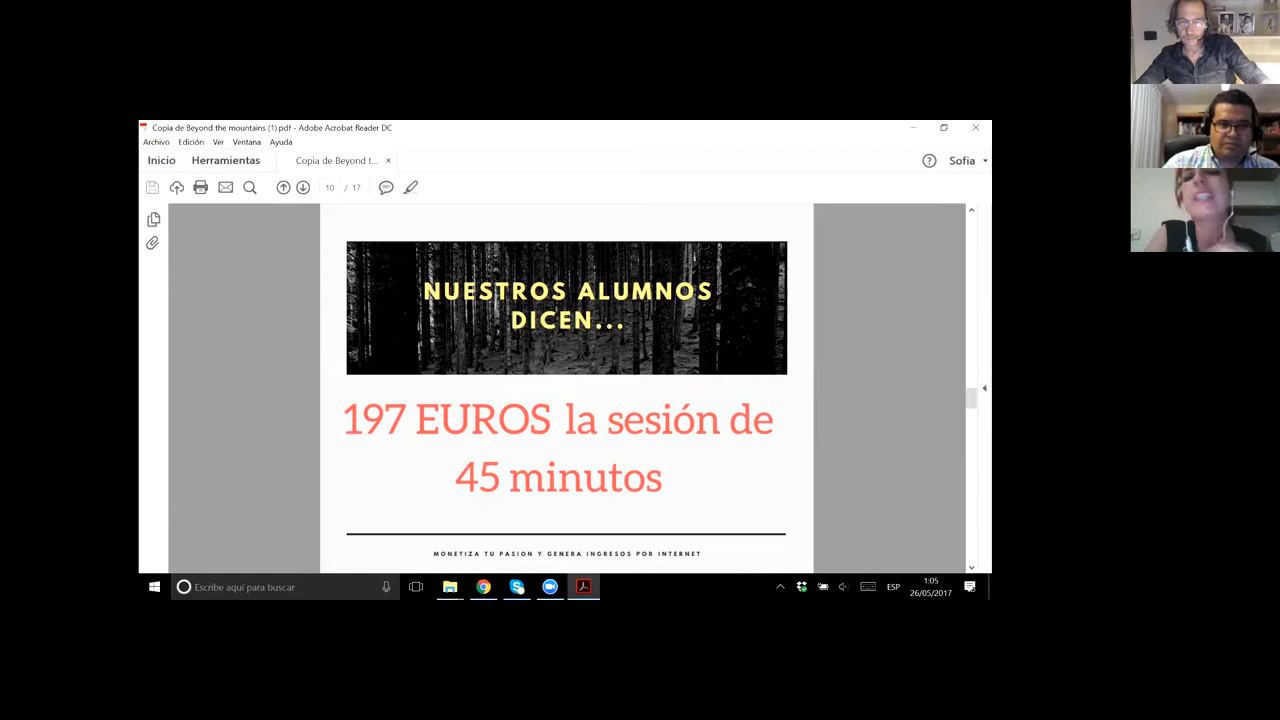 Copia de Beyond the mountains (1).pdf - Adobe Acrobat Reader DC
Archivo Edición Ver Ventana Ayuda
Inicio Herramientas Copia de Beyond t... Sofia
10 / 17
NUESTROS ALUMNOS
DICEN...
197 EUROS la sesión de
45 minutos
MONETIZA TU PASION Y GENERA INGRESOS POR INTERNET
Escribe aquí para buscar
ESP
1:05
26/05/2017